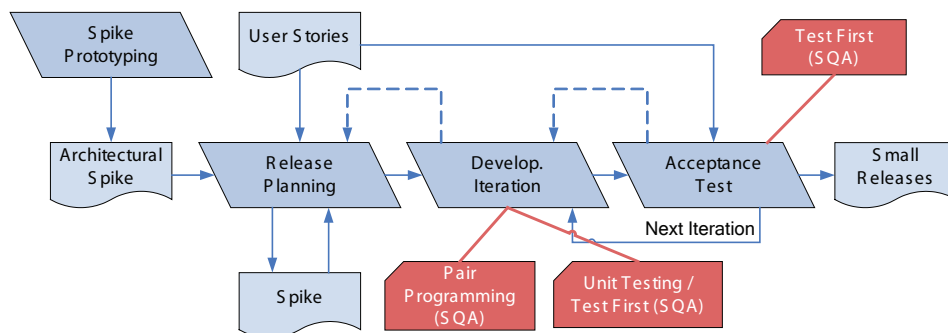 Spike
Prototyping
User Stories
Test First
(SQA)
Architectural
Spike
Release
Planning
Develop.
Iteration
Acceptance
Test
Small
Releases
Next Iteration
Spike
Pair
Programming
(SQA)
Unit Testing /
Test First (SQA)